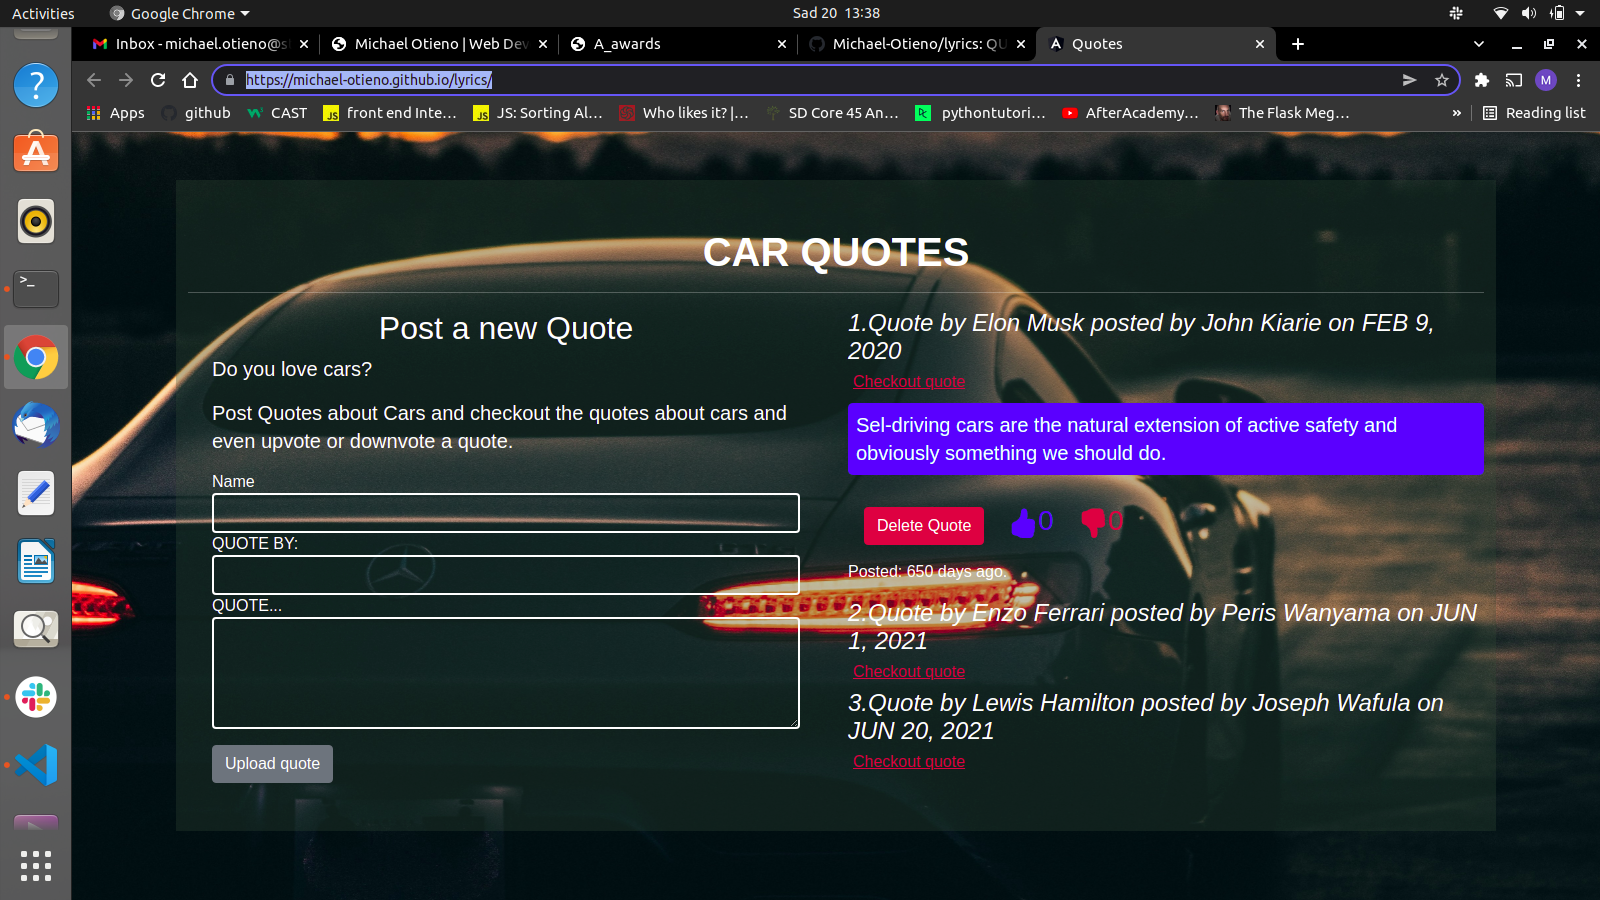 Activities
Google Chrome
Sad 20 13:38
Inbox - michael.otieno@s
Michael Otieno | Web Dev
A_awards
Michael-Otieno/lyrics: QU
Quotes
https://michael-otieno.github.io/lyrics/
M
Apps
github
CAST
front end Inte…
JS: Sorting Al…
Who likes it? |…
SD Core 45 An…
pythontutori…
AfterAcademy…
The Flask Meg…
»
Reading list
CAR QUOTES
Post a new Quote
Do you love cars?
Post Quotes about Cars and checkout the quotes about cars and
even upvote or downvote a quote.
Name
QUOTE BY:
QUOTE...
Upload quote
1.Quote by Elon Musk posted by John Kiarie on FEB 9,
2020
Checkout quote
Sel-driving cars are the natural extension of active safety and
obviously something we should do.
Delete Quote
0
0
Posted: 650 days ago.
2.Quote by Enzo Ferrari posted by Peris Wanyama on JUN
1, 2021
Checkout quote
3.Quote by Lewis Hamilton posted by Joseph Wafula on
JUN 20, 2021
Checkout quote